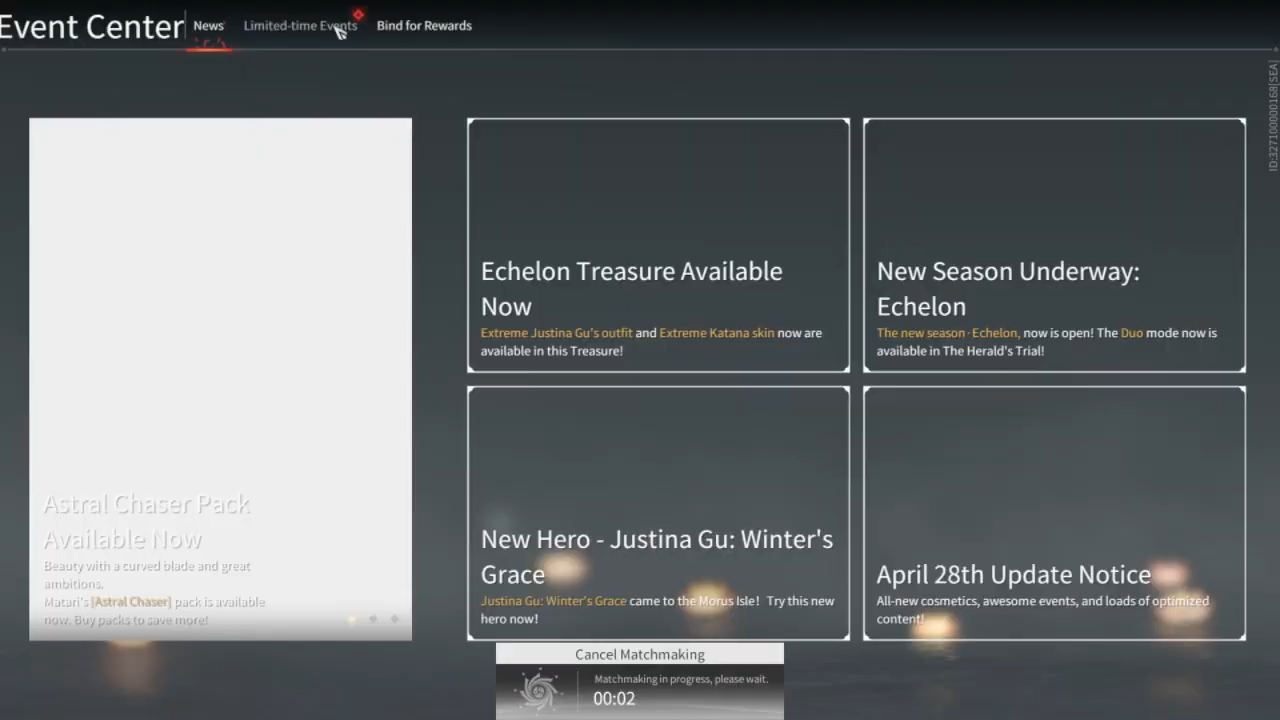 Event Center
News
Limited-time Events
Bind for Rewards
ID:327100000168[SEA]
Astral Chaser Pack
Available Now
Beauty with a curved blade and great
ambitions.
Matari's [Astral Chaser] pack is available
now. Buy packs to save more!
Echelon Treasure Available
Now
Extreme Justina Gu's outfit and Extreme Katana skin now are
available in this Treasure!
New Season Underway:
Echelon
The new season · Echelon, now is open! The Duo mode now is
available in The Herald's Trial!
New Hero - Justina Gu: Winter's
Grace
Justina Gu: Winter's Grace came to the Morus Isle! Try this new
hero now!
April 28th Update Notice
All-new cosmetics, awesome events, and loads of optimized
content!
Cancel Matchmaking
Matchmaking in progress, please wait.
00:02